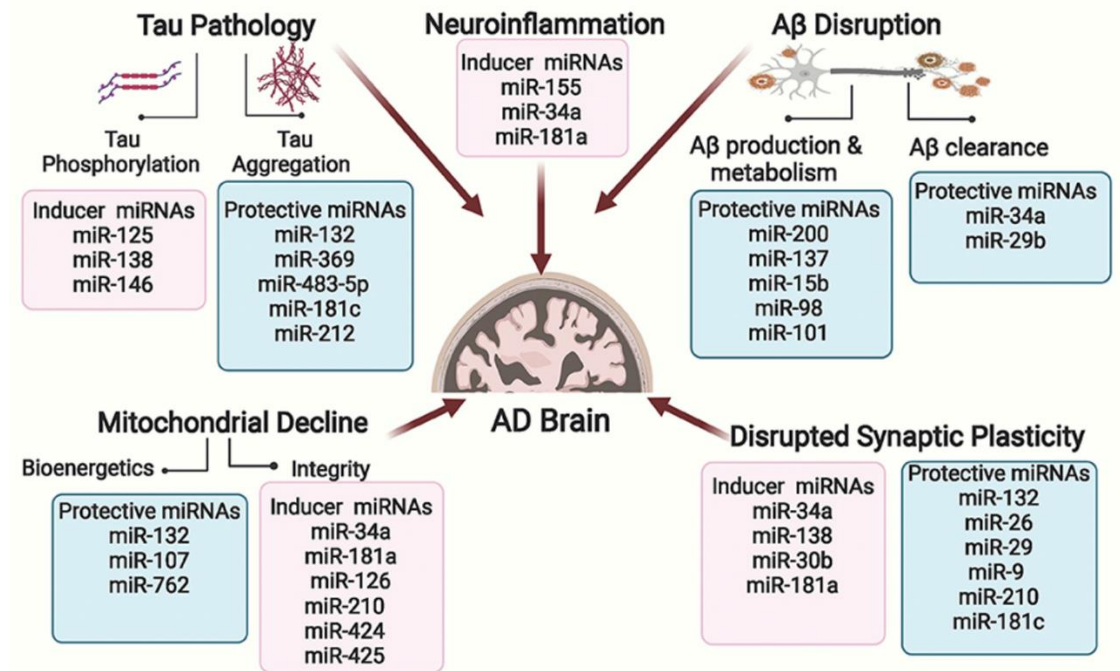 Tau Pathology
Tau
Phosphorylation
Inducer miRNAs
miR-125
miR-138
miR-146
Tau
Aggregation
Protective miRNAs
miR-132
miR-369
miR-483-5p
miR-181c
miR-212
Neuroinflammation
Inducer miRNAs
miR-155
miR-34a
miR-181a
Aβ Disruption
Aβ production &
metabolism
Protective miRNAs
miR-200
miR-137
miR-15b
miR-98
miR-101
Aβ clearance
Protective miRNAs
miR-34a
miR-29b
AD Brain
Mitochondrial Decline
Bioenergetics
Protective miRNAs
miR-132
miR-107
miR-762
Integrity
Inducer miRNAs
miR-34a
miR-181a
miR-126
miR-210
miR-424
miR-425
Disrupted Synaptic Plasticity
Inducer miRNAs
miR-34a
miR-138
miR-30b
miR-181a
Protective miRNAs
miR-132
miR-26
miR-29
miR-9
miR-210
miR-181c